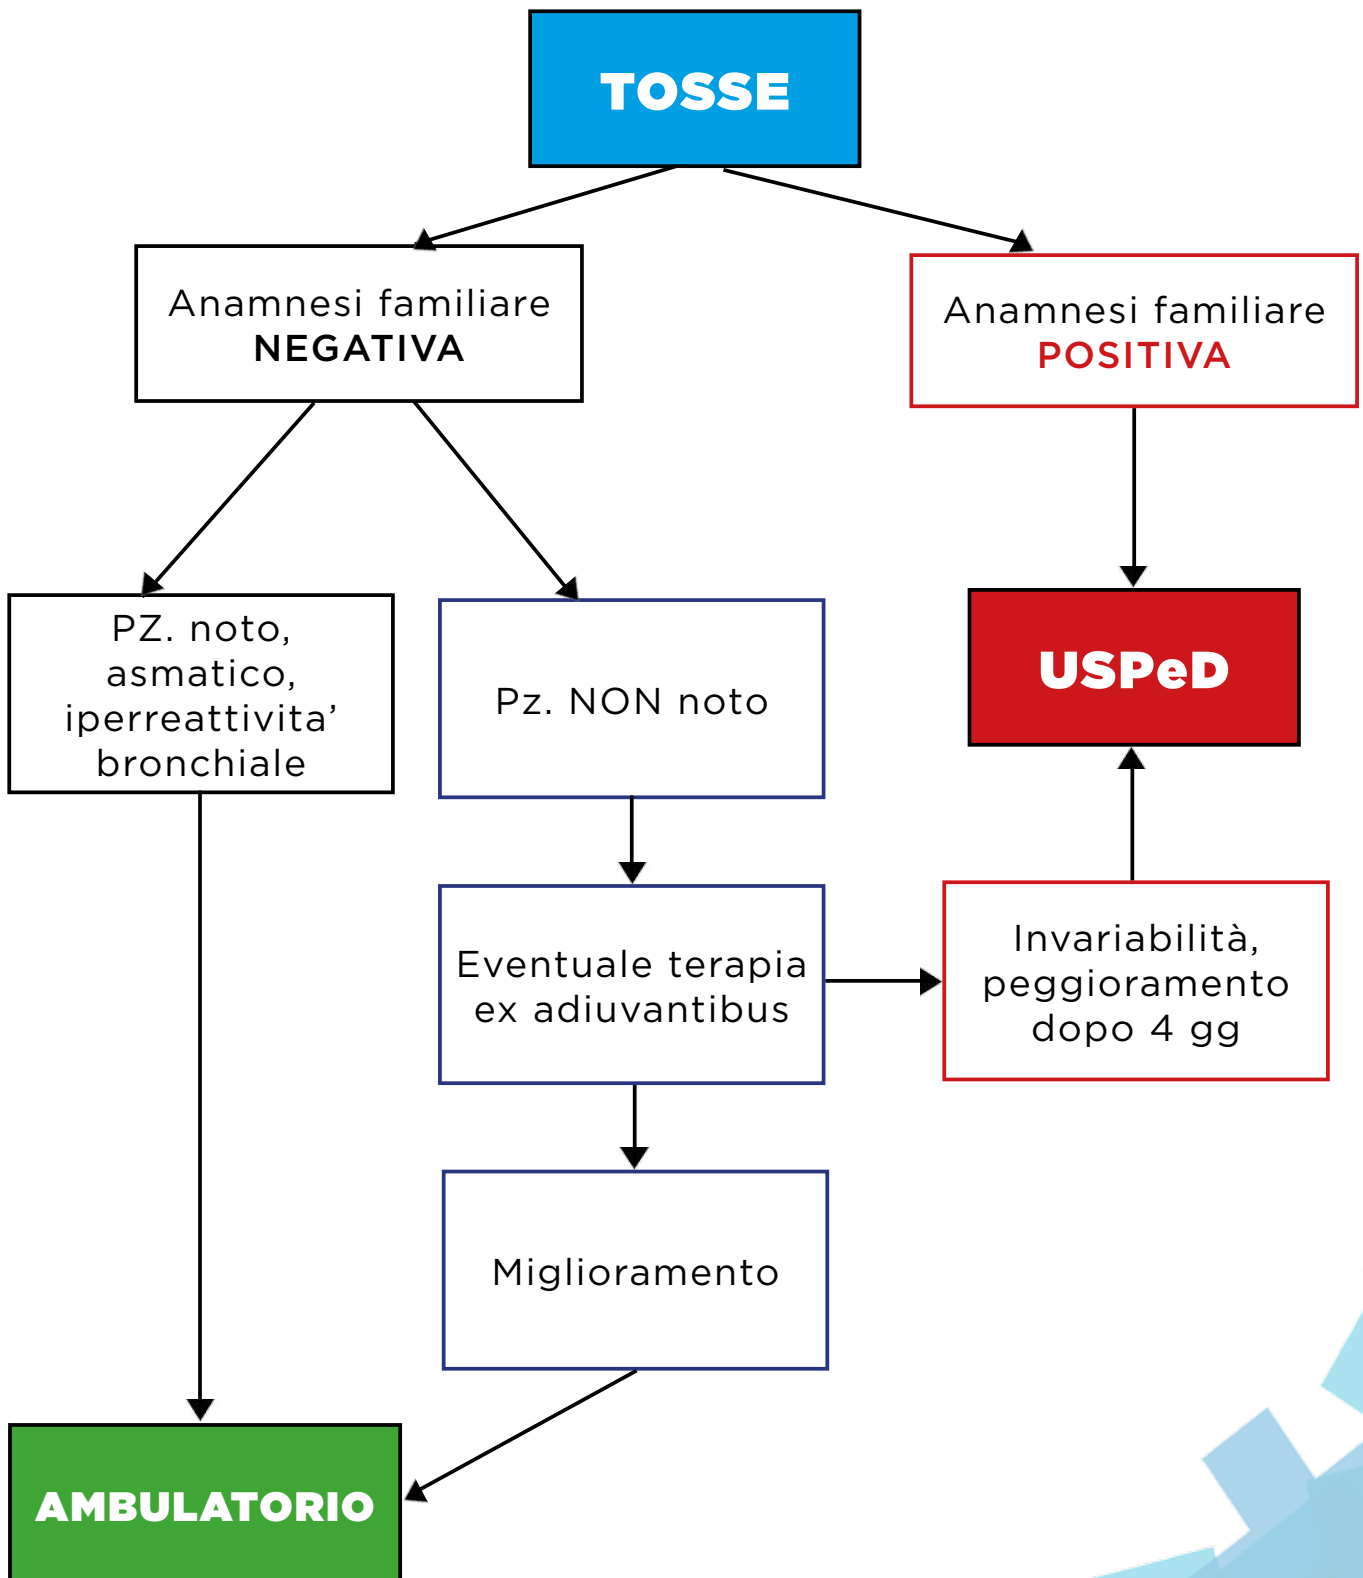 TOSSE
Anamnesi familiare
NEGATIVA
Anamnesi familiare
POSITIVA
PZ. noto,
asmatico,
iperreattivita’
bronchiale
Pz. NON noto
USPeD
Eventuale terapia
ex adiuvantibus
Invariabilità,
peggioramento
dopo 4 gg
Miglioramento
AMBULATORIO